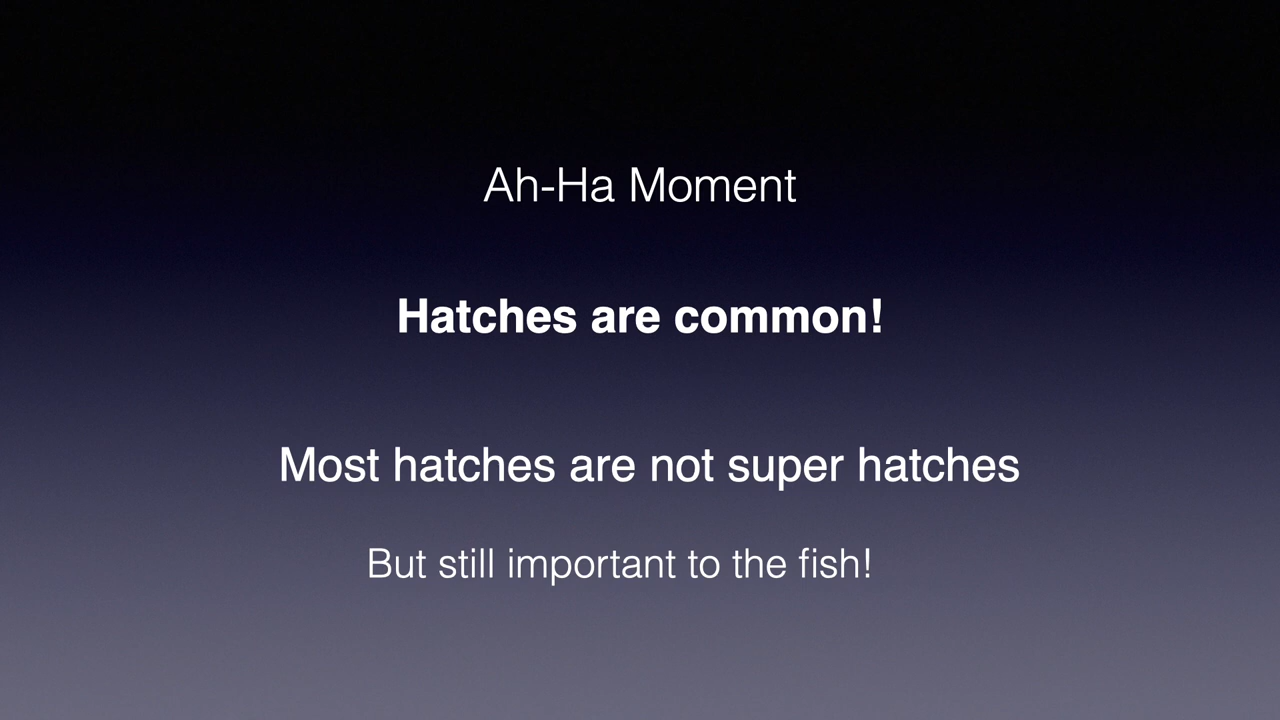 Ah-Ha Moment
Hatches are common!
Most hatches are not super hatches
But still important to the fish!